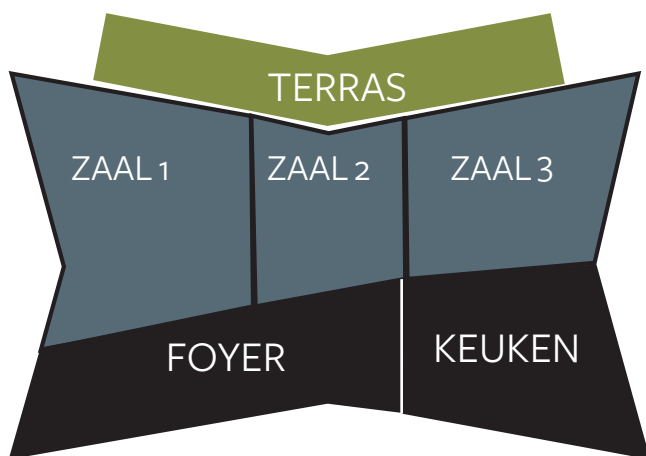 TERRAS
ZAAL 1
ZAAL 2
ZAAL 3
FOYER
KEUKEN